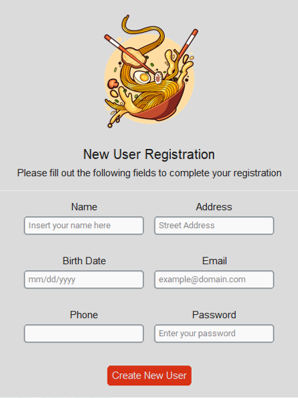 New User Registration
Please fill out the following fields to complete your registration
Name Address
Insert your name here Street Address
Birth Date Email
mm/dd/yyyy example@domain.com
Phone Password
Enter your password
Create New User